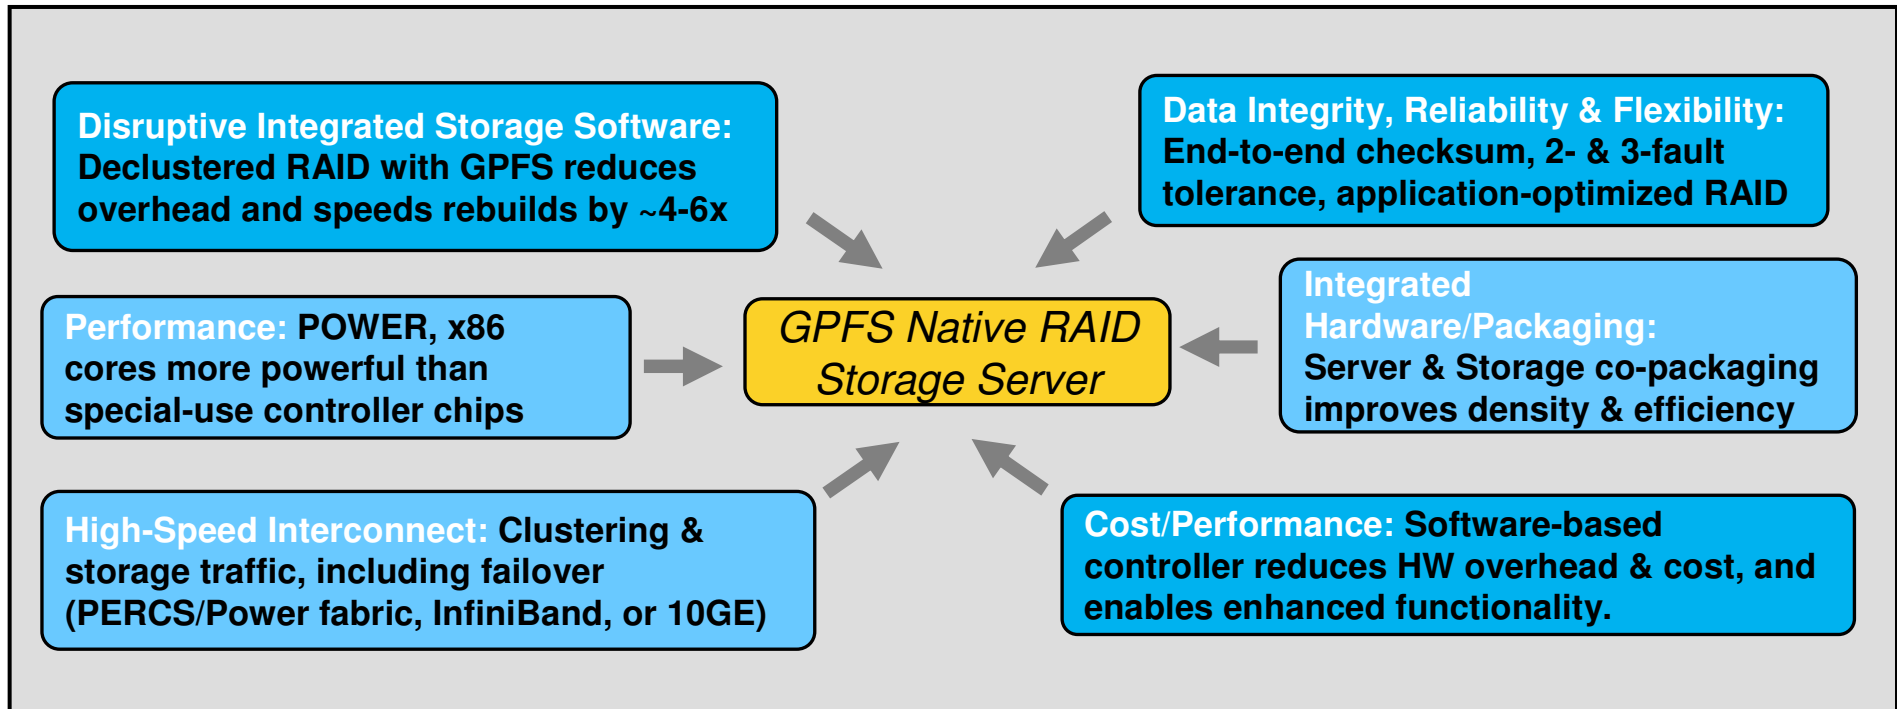 Disruptive Integrated Storage Software:
Declustered RAID with GPFS reduces
overhead and speeds rebuilds by ~4-6x
Data Integrity, Reliability & Flexibility:
End-to-end checksum, 2- & 3-fault
tolerance, application-optimized RAID
Performance: POWER, x86
cores more powerful than
special-use controller chips
GPFS Native RAID
Storage Server
Integrated
Hardware/Packaging:
Server & Storage co-packaging
improves density & efficiency
High-Speed Interconnect: Clustering &
storage traffic, including failover
(PERCS/Power fabric, InfiniBand, or 10GE)
Cost/Performance: Software-based
controller reduces HW overhead & cost, and
enables enhanced functionality.